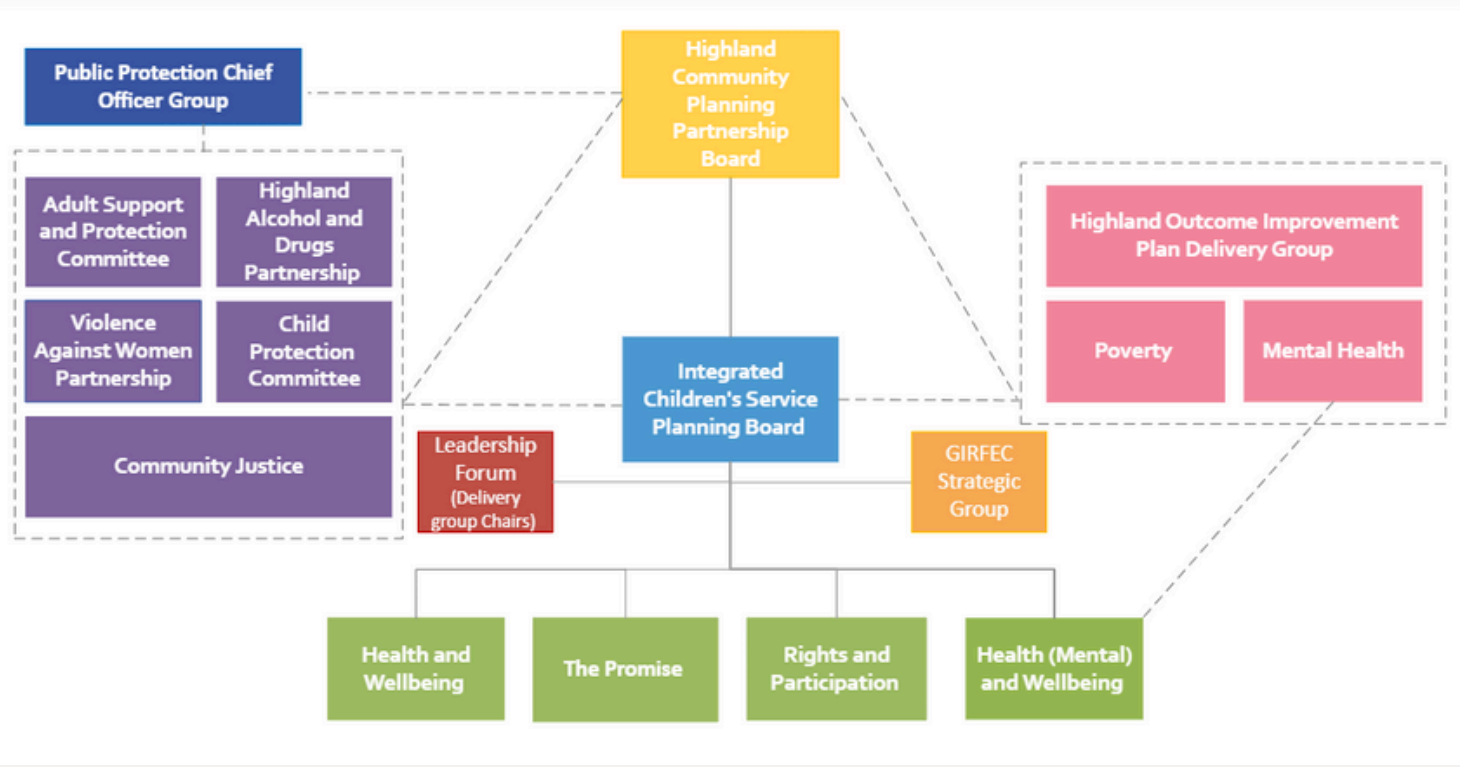 Public Protection Chief
Officer Group
Highland
Community
Planning
Partnership
Board
Adult Support
and Protection
Committee
Highland
Alcohol and
Drugs
Partnership
Violence
Against Women
Partnership
Child
Protection
Committee
Community Justice
Highland Outcome Improvement
Plan Delivery Group
Poverty
Mental Health
Integrated
Children's Service
Planning Board
Leadership
Forum
(Delivery
group Chairs)
GIRFEC
Strategic
Group
Health and
Wellbeing
The Promise
Rights and
Participation
Health (Mental)
and Wellbeing